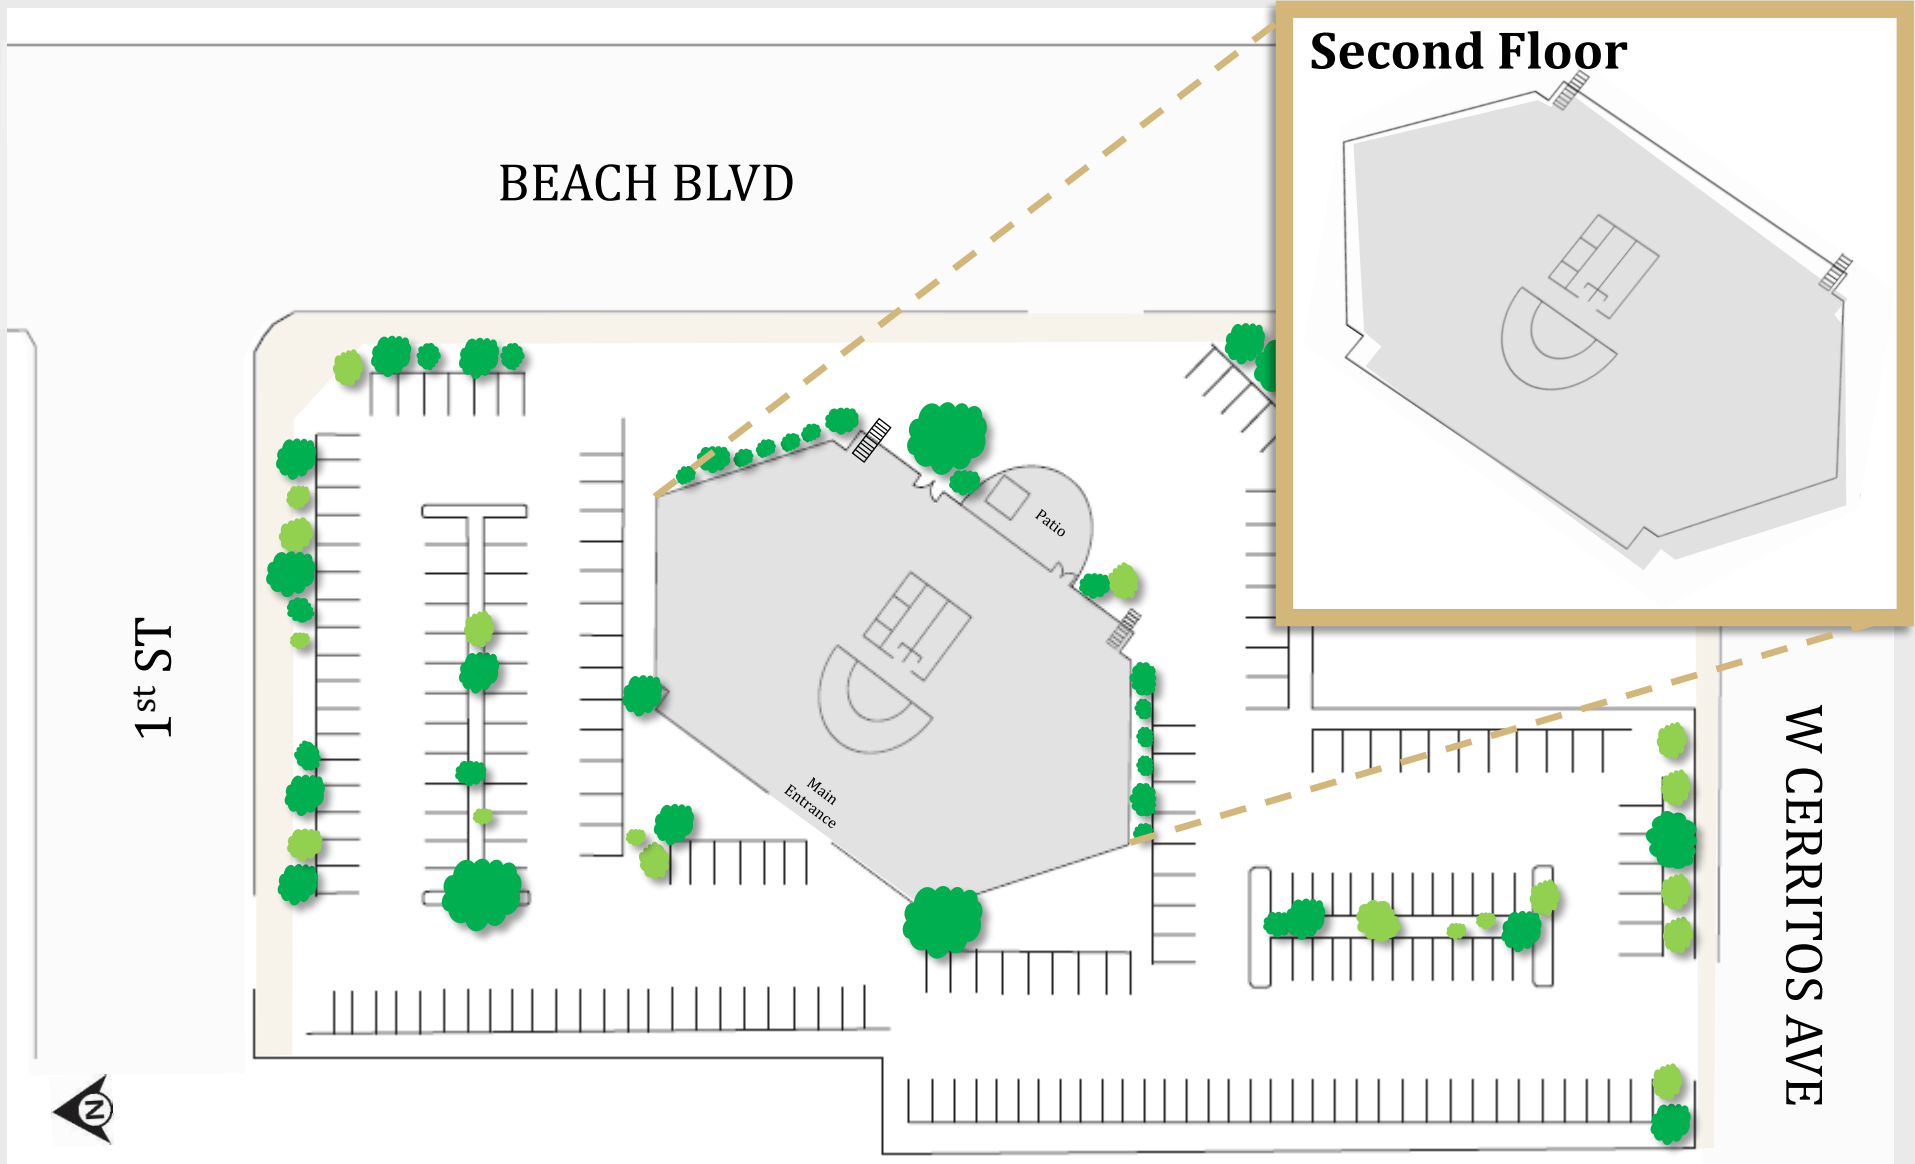 Second Floor
BEACH BLVD
Patio
1st ST
Main
Entrance
W CERRITOS AVE
N